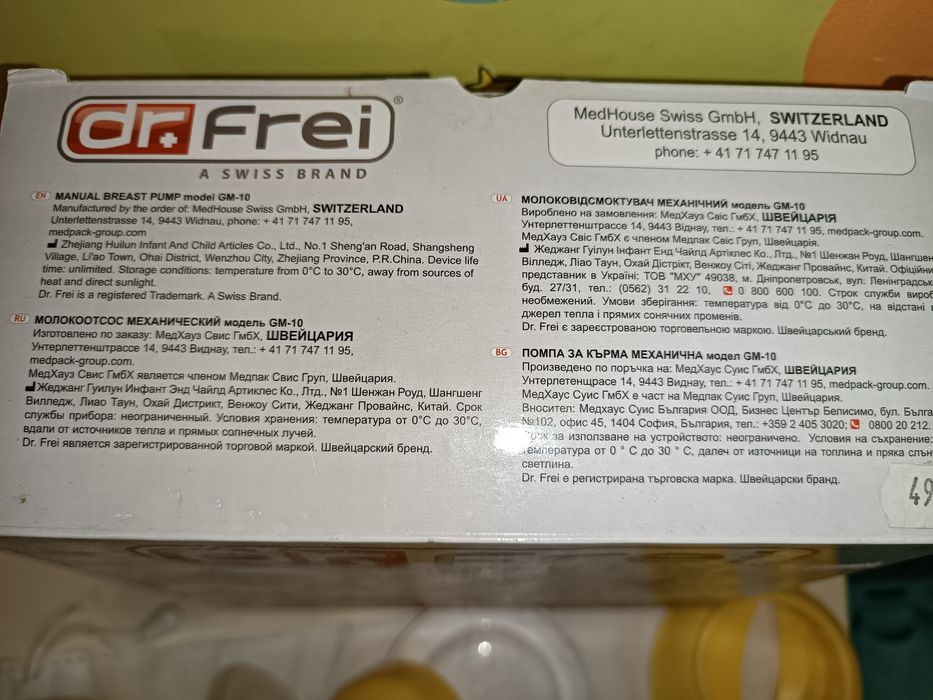 dr.Frei®
A SWISS BRAND
MedHouse Swiss GmbH, SWITZERLAND
Unterlettenstrasse 14, 9443 Widnau
phone: + 41 71 747 11 95
EN MANUAL BREAST PUMP model GM-10
Manufactured by the order of: MedHouse Swiss GmbH, SWITZERLAND
Unterlettenstrasse 14, 9443 Widnau, phone: + 41 71 747 11 95,
medpack-group.com
Zhejiang Huilun Infant And Child Articles Co., Ltd., No.1 Sheng'an Road, Shangsheng
Village, Li'ao Town, Ohai District, Wenzhou City, Zhejiang Province, P.R.China. Device life
time: unlimited. Storage conditions: temperature from 0°C to 30°C, away from sources of
heat and direct sunlight.
Dr. Frei is a registered Trademark. A Swiss Brand.
RU МОЛОКООТСОС МЕХАНИЧЕСКИЙ модель GM-10
Изготовлено по заказу: МедХауз Свис ГмбХ, ШВЕЙЦАРИЯ
Унтерлеттенштрассе 14, 9443 Виднау, тел.: + 41 71 747 11 95,
medpack-group.com.
МедХауз Свис ГмбХ является членом Медпак Свис Груп, Швейцария.
Жеджанг Гуилун Инфант Энд Чайлд Артиклес Ко., Лтд., №1 Шенжан Роуд, Шангшенг
Вилледж, Лиао Таун, Охай Дистрикт, Венжоу Сити, Жеджанг Провайнс, Китай. Срок
службы прибора: неограниченный. Условия хранения: температура от 0°С до 30°С,
вдали от источников тепла и прямых солнечных лучей.
Dr. Frei является зарегистрированной торговой маркой. Швейцарский бренд.
UA МОЛОКОВІДСМОКТУВАЧ МЕХАНІЧНИЙ модель GM-10
Вироблено на замовлення: МедХауз Свіс ГмбХ, ШВЕЙЦАРІЯ
Унтерлеттештрассе 14, 9443 Віднау, тел.: + 41 71 747 11 95, medpack-group.com.
МедХауз Свіс ГмбХ є членом Медпак Свіс Груп, Швейцарія.
Жеджанг Гуілун Інфант Енд Чайлд Артіклес Ко., Лтд., №1 Шенжан Роуд, Шангшен
Вілледж, Ліао Таун, Охай Дістрікт, Венжоу Сіті, Жеджанг Провайнс, Китай. Офіційни
представник в Україні: ТОВ "МХУ" 49038, м. Дніпропетровськ, вул. Ленінградськ
буд. 27/31, тел.: (0562) 31 22 10, 0 800 600 100. Строк служби вироб
необмежений. Умови зберігання: температура від 0°С до 30°С, на відстані в
джерел тепла і прямих сонячних променів.
Dr. Frei є зареєстрованою торговельною маркою. Швейцарський бренд.
BG ПОМПА ЗА КЪРМА МЕХАНИЧНА модел GM-10
Произведено по поръчка на: МедХаус Суис ГмбХ, ШВЕЙЦАРИЯ
Унтерлетенщрасе 14, 9443 Виднау, тел.: + 41 71 747 11 95, medpack-group.com.
МедХаус Суис ГмбХ е част на Медпак Суис Груп, Швейцария.
Вносител: Медхаус Суис България ООД, Бизнес Център Белисимо, бул. Бълга
№102, офис 45, 1404 София, България, тел.: +359 2 405 3020; 0800 20 212.
за използване на устройството: неограничено. Условия на съхранение:
температура от 0 ° С до 30 ° С, далеч от източници на топлина и пряка слън
светлина.
Dr. Frei е регистрирана търговска марка. Швейцарски бранд.
49